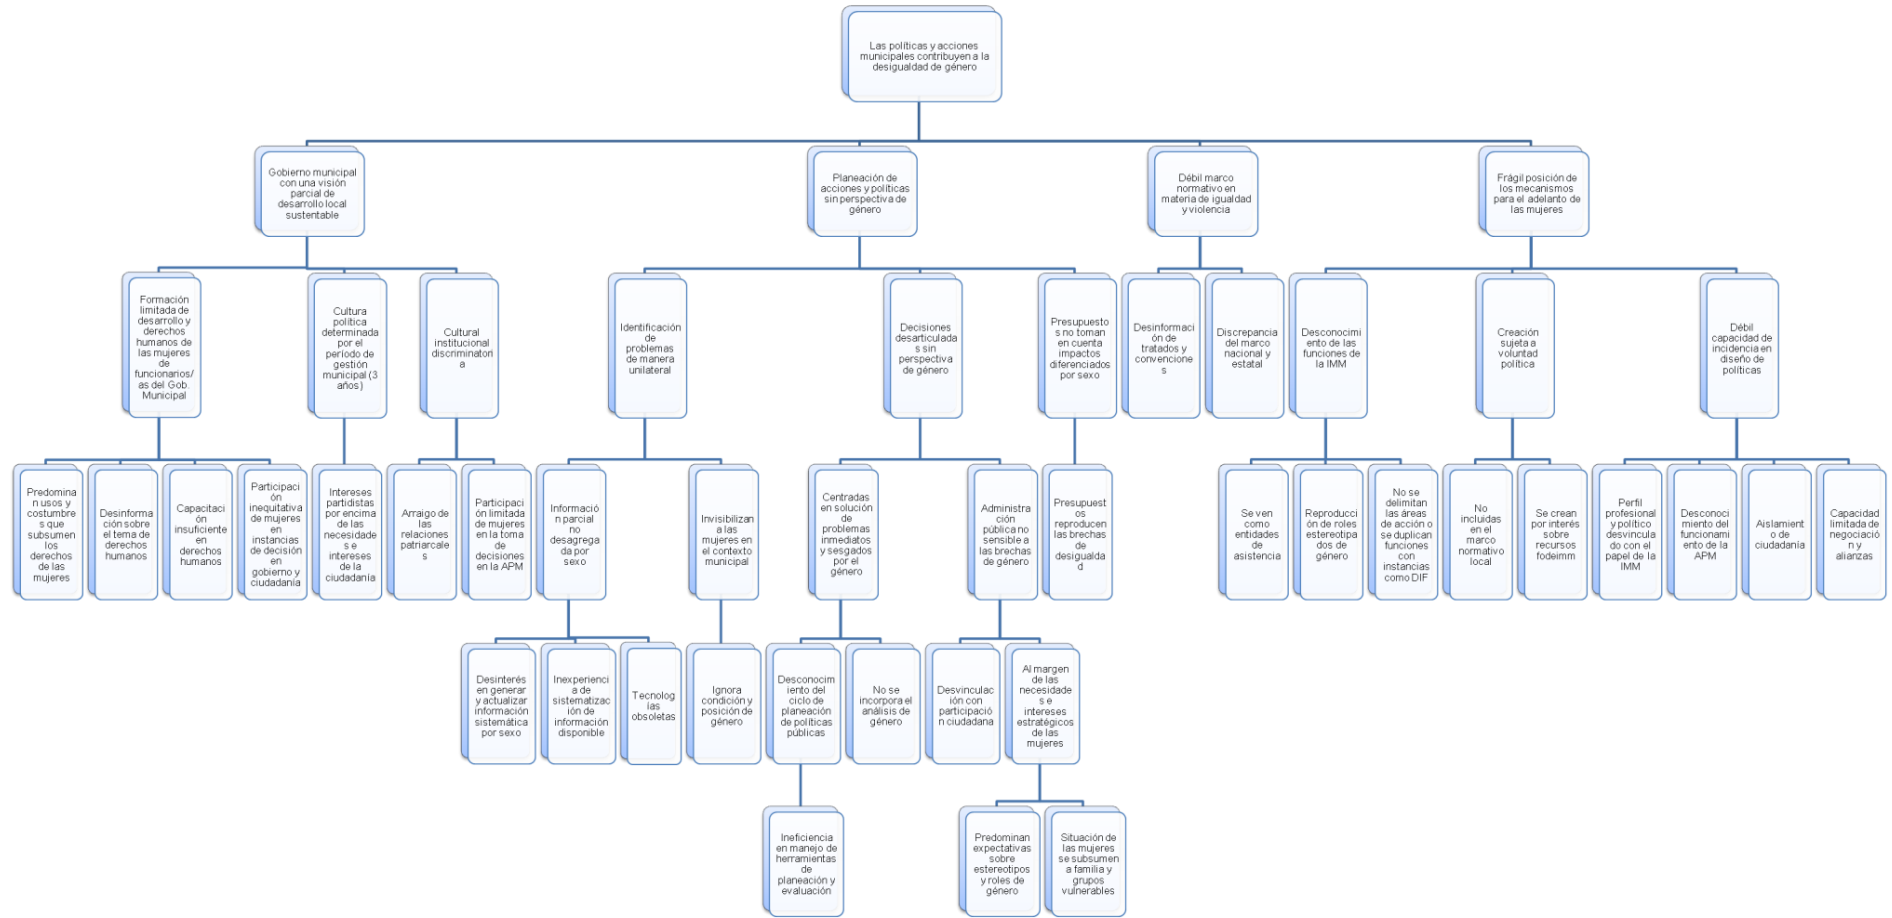 Las políticas y acciones
municipales contribuyen a la
desigualdad de género
Gobierno municipal
con una visión
parcial de
desarrollo local
sustentable
Planeación de
acciones y políticas
sin perspectiva de
género
Débil marco
normativo en
materia de igualdad
y violencia
Frágil posición de
los mecanismos
para el adelanto de
las mujeres
Formación
limitada de
desarrollo y
derechos
humanos de
las mujeres de
funcionarios/
as del Gob.
Municipal
Cultura
política
determinada
por el
período de
gestión
municipal (3
años)
Cultural
institucional
discriminatori
a
Identificación
de
problemas
de manera
unilateral
Decisiones
desarticulada
s sin
perspectiva
de género
Presupuesto
s no toman
en cuenta
impactos
diferenciados
por sexo
Desinformaci
ón de
tratados y
convencione
s
Discrepancia
del marco
nacional y
estatal
Desconocimi
ento de las
funciones de
la IMM
Creación
sujeta a
voluntad
política
Débil
capacidad de
incidencia en
diseño de
políticas
Predomina
n usos y
costumbre
s que
subsumen
los
derechos
de las
mujeres
Desinforma
ción sobre
el tema de
derechos
humanos
Capacitaci
ón
insuficiente
en
derechos
humanos
Participaci
ón
inequitativa
de mujeres
en
instancias
de decisión
en
gobierno y
ciudadanía
Intereses
partidistas
por encima
de las
necesidade
s e
intereses
de la
ciudadanía
Arraigo de
las
relaciones
patriarcale
s
Participaci
ón limitada
de mujeres
en la toma
de
decisiones
en la APM
Informació
n parcial
no
desagrega
da por
sexo
Invisibilizan
a las
mujeres en
el contexto
municipal
Centradas
en solución
de
problemas
inmediatos
y sesgados
por el
género
Administra
ción
pública no
sensible a
las brechas
de género
Presupuest
os
reproducen
las brechas
de
desigualda
d
Se ven
como
entidades
de
asistencia
Reproducci
ón de roles
estereotipa
dos de
género
No se
delimitan
las áreas
de acción o
se duplican
funciones
con
instancias
como DIF
No
incluidas
en el
marco
normativo
local
Se crean
por interés
sobre
recursos
fodeimm
Perfil
profesional
y político
desvincula
do con el
papel de la
IMM
Desconoci
miento del
funcionami
ento de la
APM
Aislamient
o de
ciudadanía
Capacidad
limitada de
negociació
n y
alianzas
Desinterés
en generar
y actualizar
información
sistemática
por sexo
Inexperienci
a de
sistematizac
ión de
información
disponible
Tecnolog
ías
obsoletas
Ignora
condición y
posición de
género
Desconocim
iento del
ciclo de
planeación
de políticas
públicas
No se
incorpora el
análisis de
género
Desvinculac
ión con
participació
n ciudadana
Al margen
de las
necesidade
s e
intereses
estratégicos
de las
mujeres
Ineficiencia
en manejo de
herramientas
de
planeación y
evaluación
Predominan
expectativas
sobre
estereotipos
y roles de
género
Situación de
las mujeres
se subsumen
a familia y
grupos
vulnerables